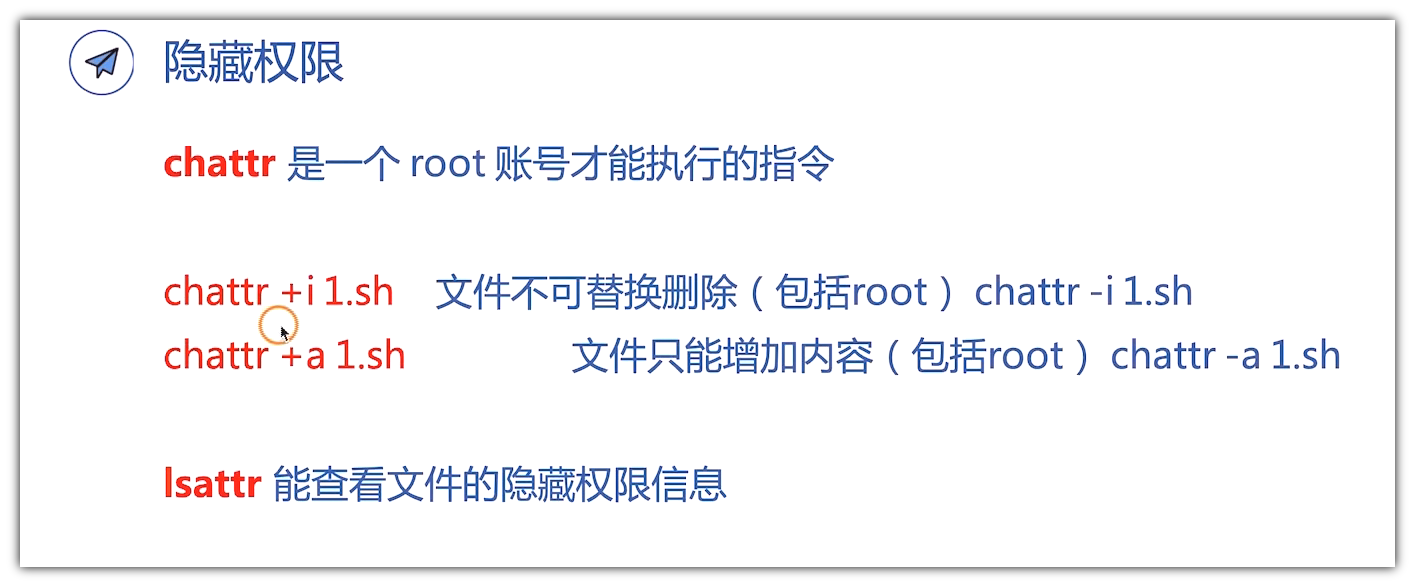 隐藏权限
chattr 是一个 root 账号才能执行的指令
chattr +i 1.sh 文件不可替换删除（包括root） chattr -i 1.sh
chattr +a 1.sh 文件只能增加内容（包括root） chattr -a 1.sh
lsattr 能查看文件的隐藏权限信息